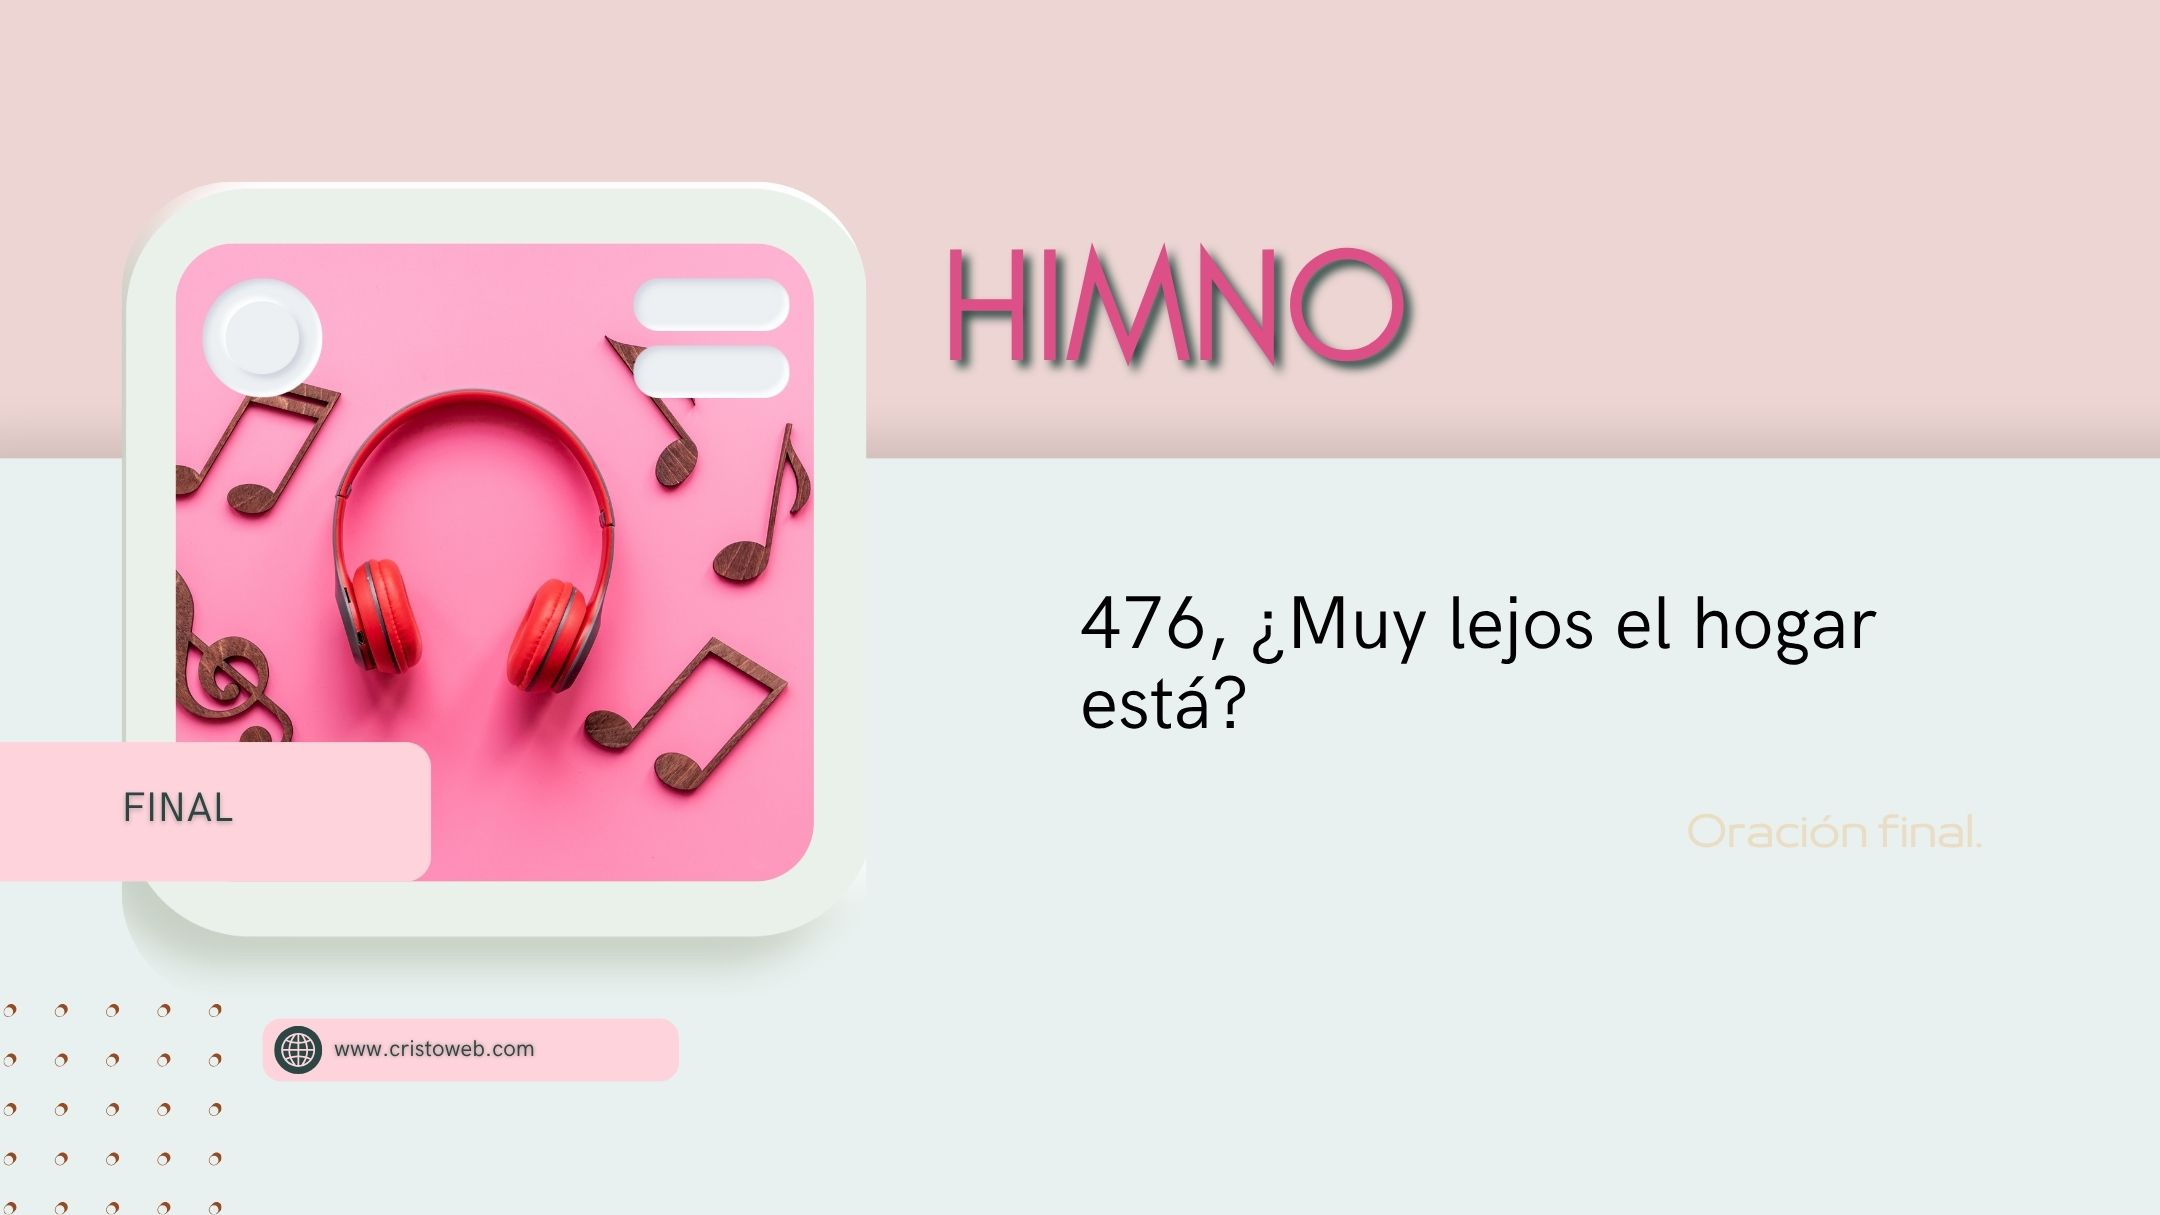 HIMNO
476, ¿Muy lejos el hogar
está?
Oración final.
FINAL
www.cristoweb.com